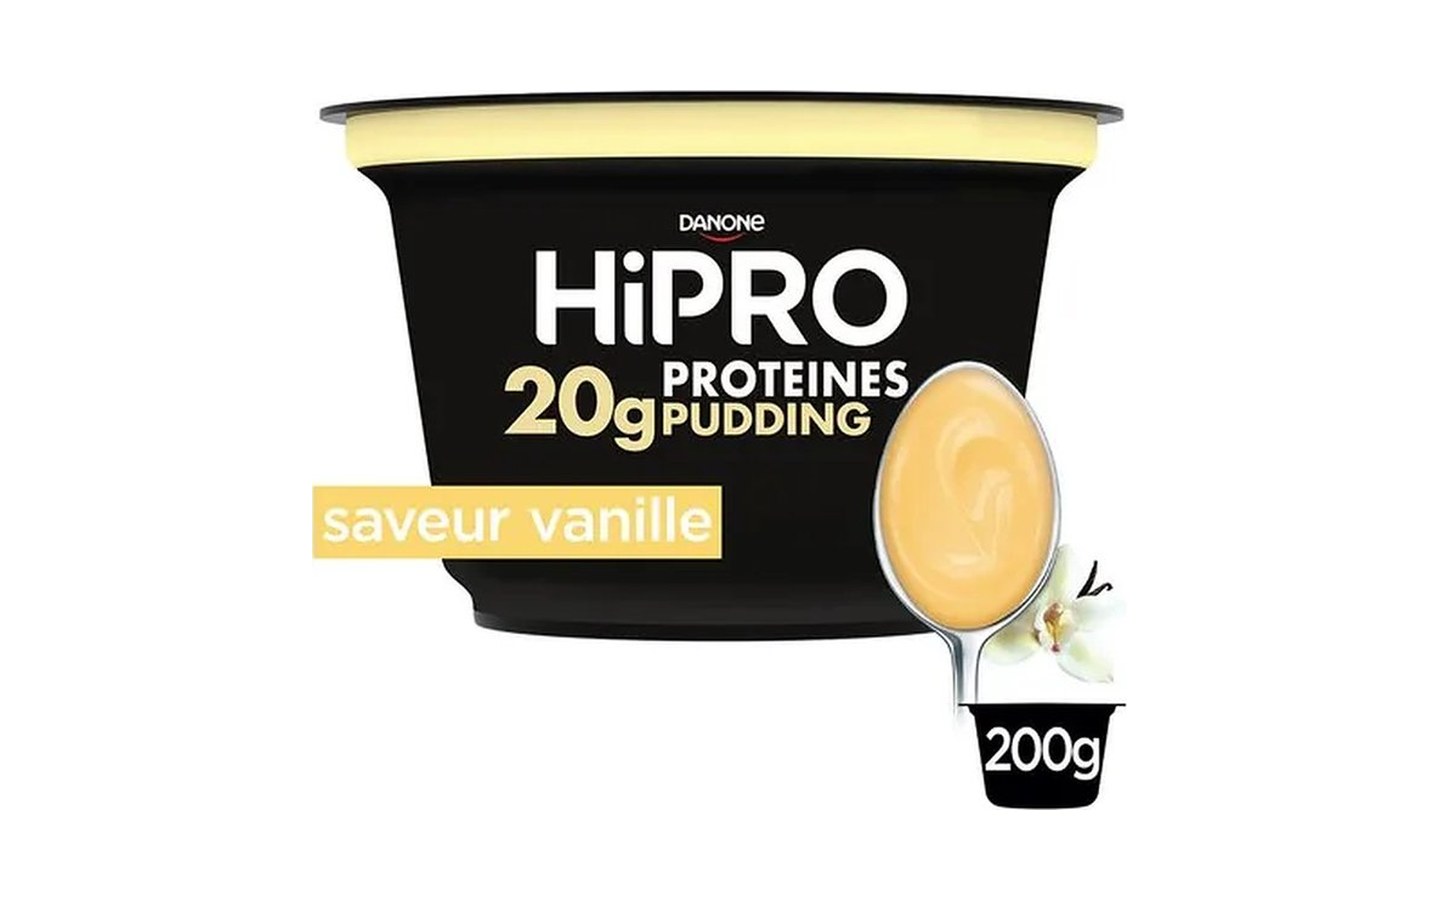 DANONE
HiPRO
20g PROTEINES
PUDDING
saveur vanille
200g